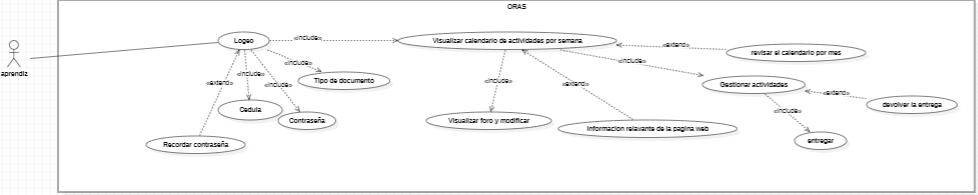 ORAS
Logeo
«include»
Visualizar calendario de actividades por semana
«extend»
revisar el calendario por mes
aprendiz
«include»
«include»
Tipo de documento
«include»
«extend»
«include»
«include»
«extend»
Gestionar actividades
«extend»
devolver la entrega
Cedula
Contraseña
Visualizar foro y modificar
Informacion relavante de la pagina web
«include»
entregar
Recordar contraseña